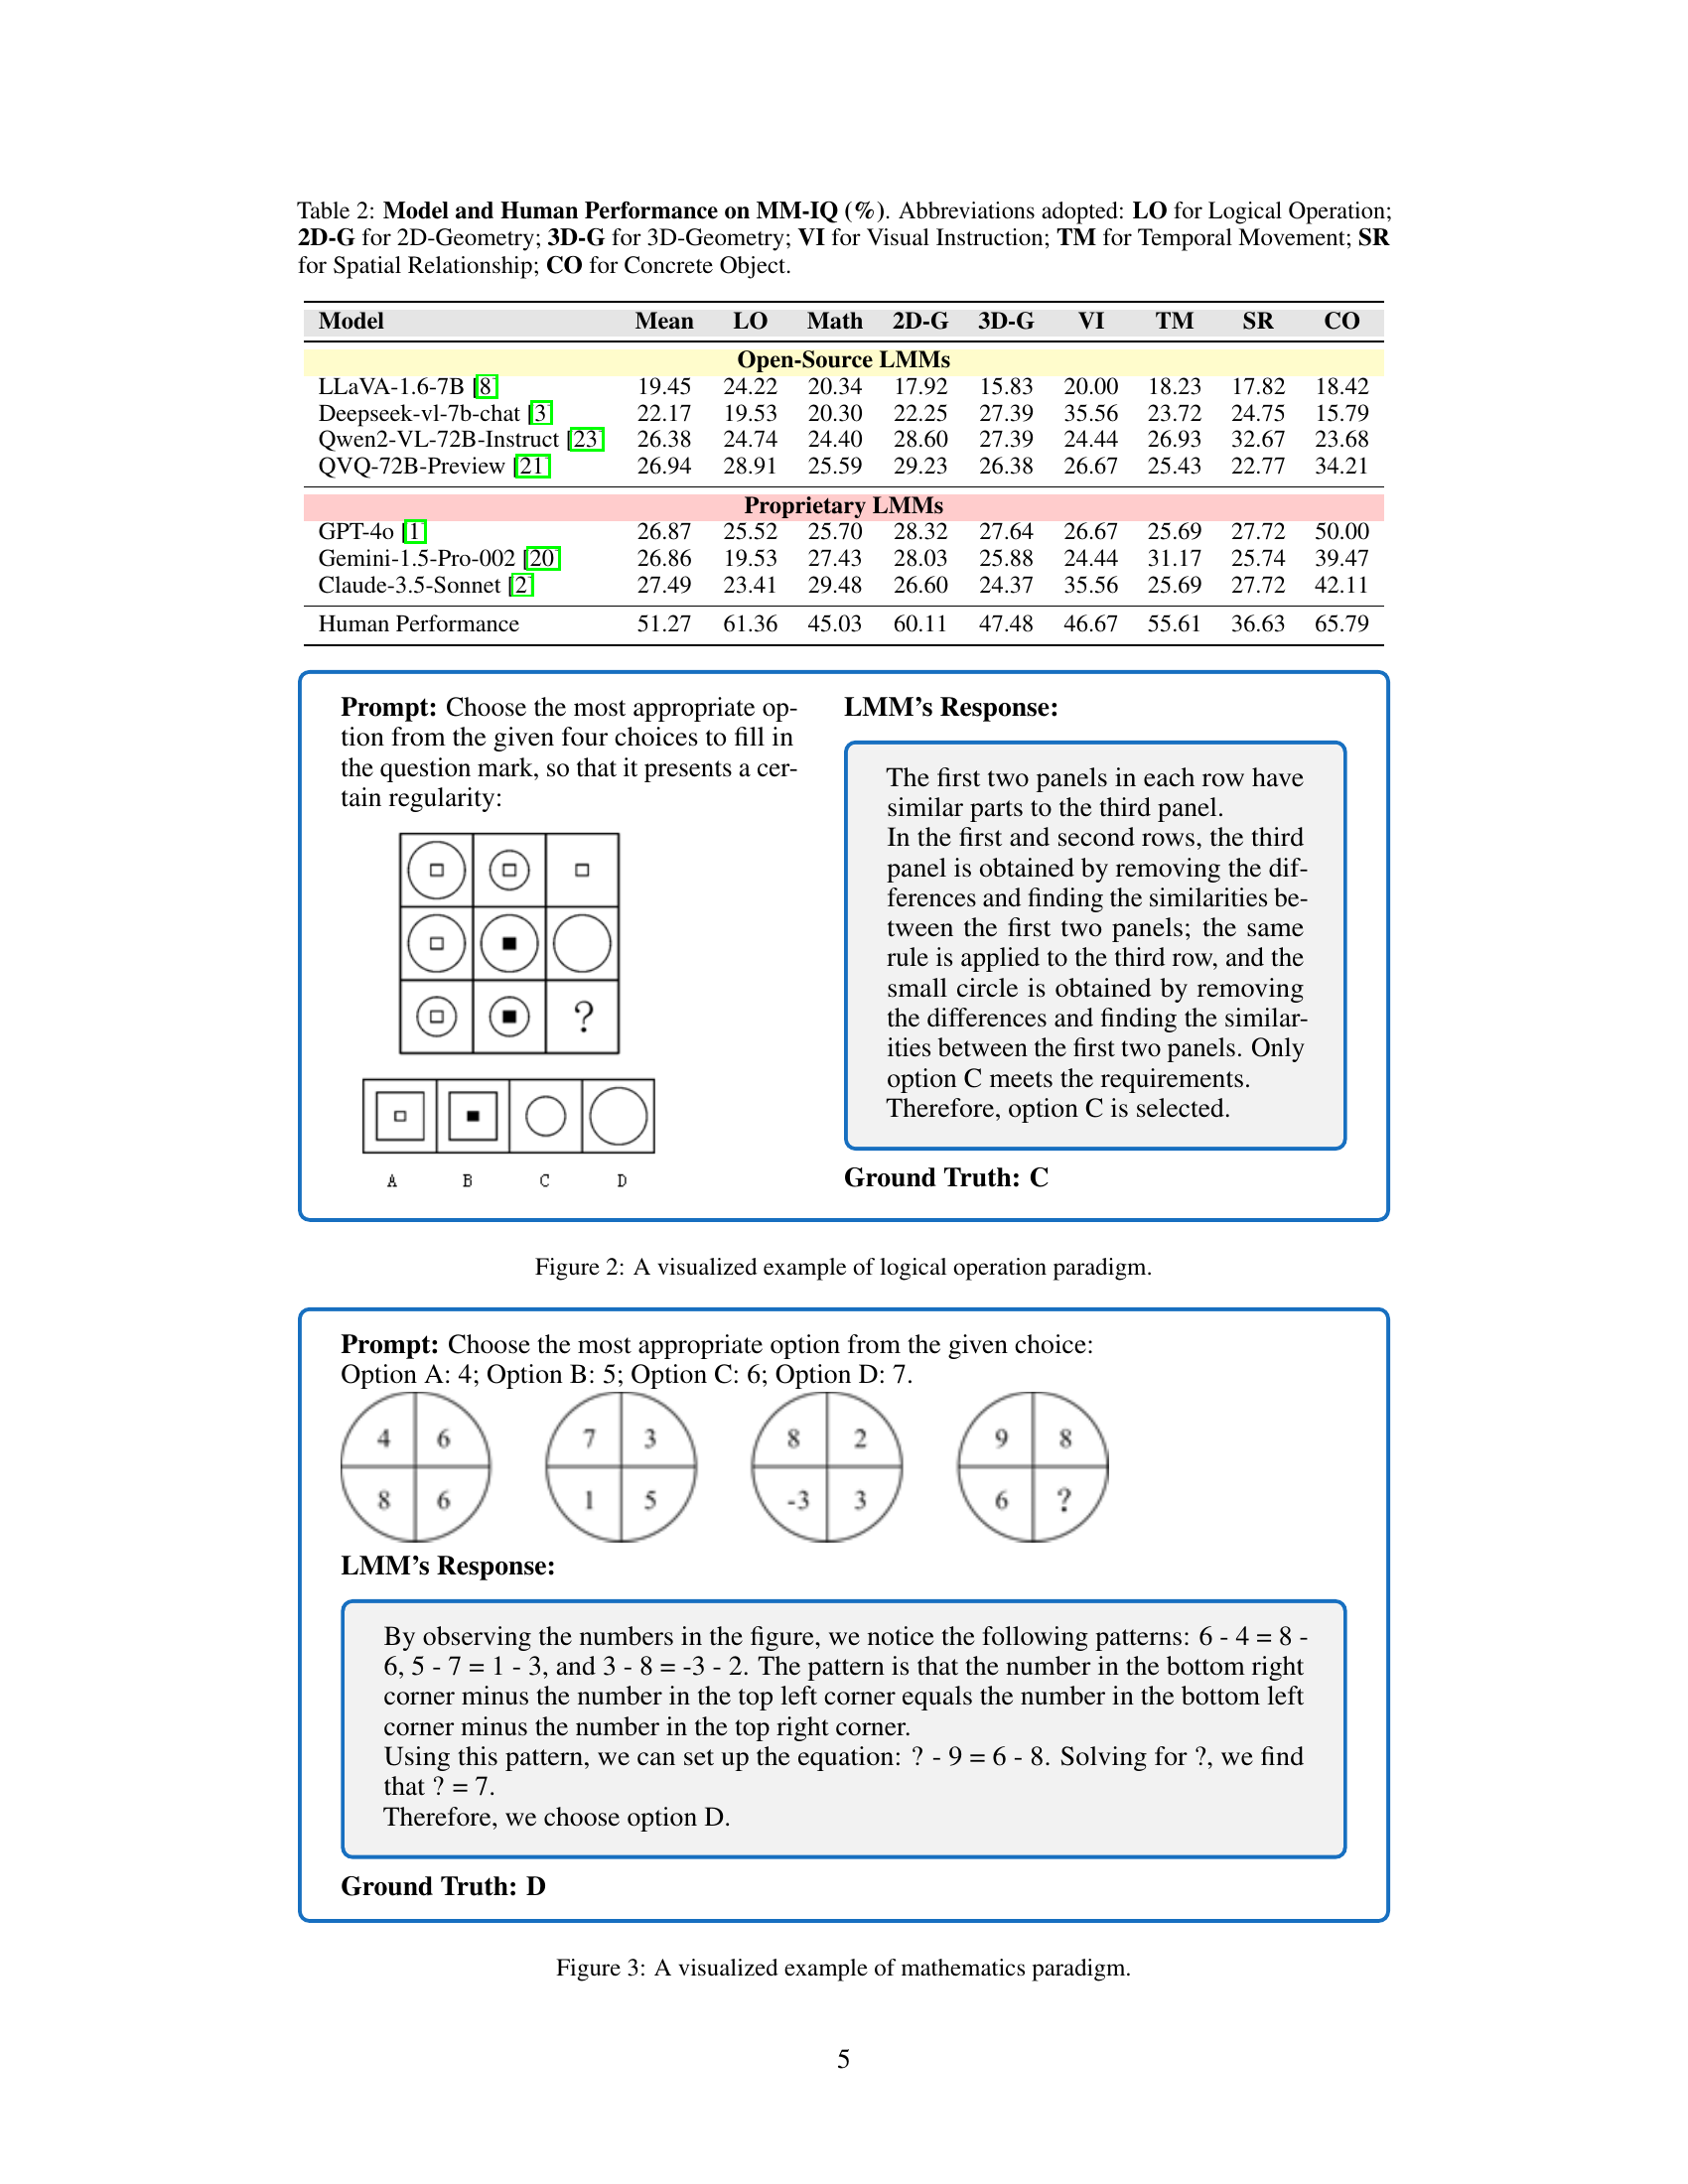 Table 2: Model and Human Performance on MM-IQ (%). Abbreviations adopted: LO for Logical Operation;
2D-G for 2D-Geometry; 3D-G for 3D-Geometry; VI for Visual Instruction; TM for Temporal Movement; SR
for Spatial Relationship; CO for Concrete Object.
Model Mean LO Math 2D-G 3D-G VI TM SR CO
Open-Source LMMs
LLaVA-1.6-7B [8] 19.45 24.22 20.34 17.92 15.83 20.00 18.23 17.82 18.42
Deepseek-vl-7b-chat [3] 22.17 19.53 20.30 22.25 27.39 35.56 23.72 24.75 15.79
Qwen2-VL-72B-Instruct [23] 26.38 24.74 24.40 28.60 27.39 24.44 26.93 32.67 23.68
QVQ-72B-Preview [21] 26.94 28.91 25.59 29.23 26.38 26.67 25.43 22.77 34.21
Proprietary LMMs
GPT-4o [1] 26.87 25.52 25.70 28.32 27.64 26.67 25.69 27.72 50.00
Gemini-1.5-Pro-002 [20] 26.86 19.53 27.43 28.03 25.88 24.44 31.17 25.74 39.47
Claude-3.5-Sonnet [2] 27.49 23.41 29.48 26.60 24.37 35.56 25.69 27.72 42.11
Human Performance 51.27 61.36 45.03 60.11 47.48 46.67 55.61 36.63 65.79
Prompt: Choose the most appropriate op-
tion from the given four choices to fill in
the question mark, so that it presents a cer-
tain regularity:
?
A B C D
LMM's Response:
The first two panels in each row have
similar parts to the third panel.
In the first and second rows, the third
panel is obtained by removing the dif-
ferences and finding the similarities be-
tween the first two panels; the same
rule is applied to the third row, and the
small circle is obtained by removing
the differences and finding the similar-
ities between the first two panels. Only
option C meets the requirements.
Therefore, option C is selected.
Ground Truth: C
Figure 2: A visualized example of logical operation paradigm.
Prompt: Choose the most appropriate option from the given choice:
Option A: 4; Option B: 5; Option C: 6; Option D: 7.
4 6 7 3 8 2 9 8
8 6 1 5 -3 3 6 ?
LMM's Response:
By observing the numbers in the figure, we notice the following patterns: 6 - 4 = 8 -
6, 5 - 7 = 1 - 3, and 3 - 8 = -3 - 2. The pattern is that the number in the bottom right
corner minus the number in the top left corner equals the number in the bottom left
corner minus the number in the top right corner.
Using this pattern, we can set up the equation: ? - 9 = 6 - 8. Solving for ?, we find
that ? = 7.
Therefore, we choose option D.
Ground Truth: D
Figure 3: A visualized example of mathematics paradigm.
5